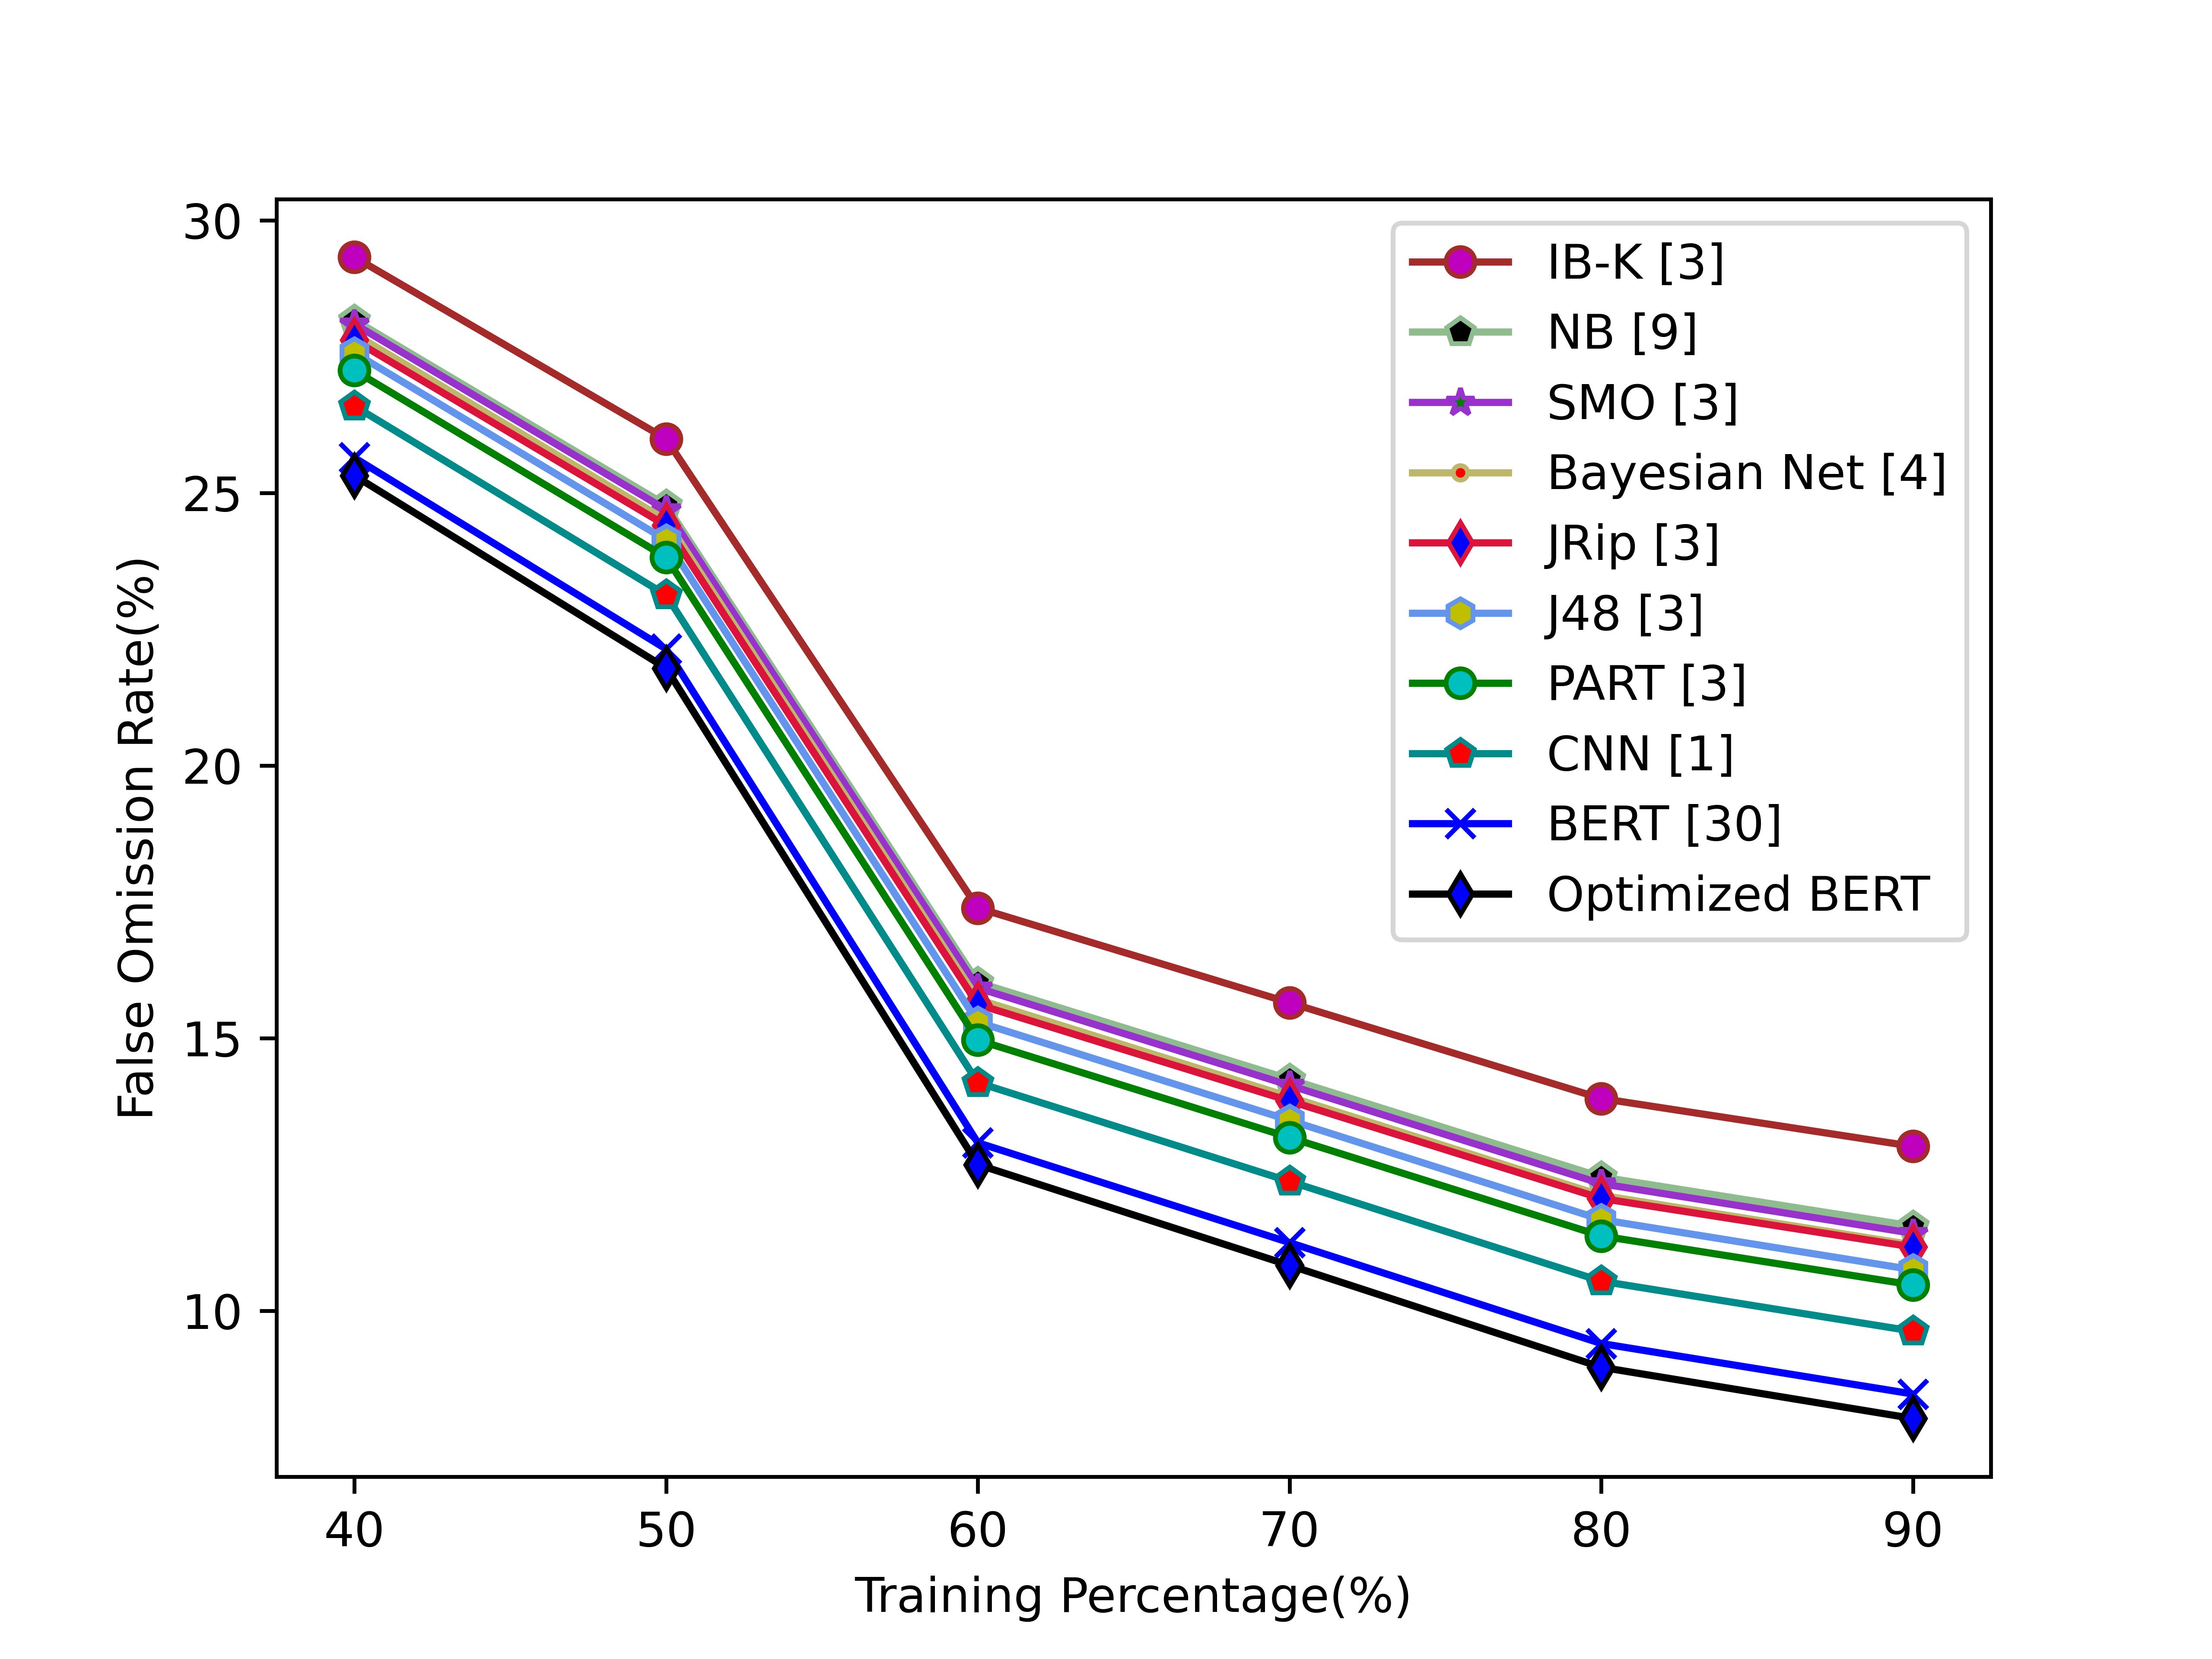 30
25
20
15
10
False Omission Rate(%)
IB-K [3]
NB [9]
SMO [3]
Bayesian Net [4]
JRip [3]
J48 [3]
PART [3]
CNN [1]
BERT [30]
Optimized BERT
40 50 60 70 80 90
Training Percentage(%)